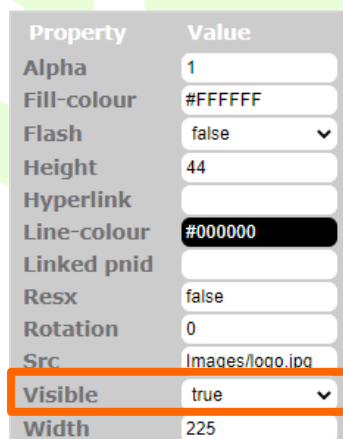 Property Value
Alpha 1
Fill-colour #FFFFFF
Flash false
Height 44
Hyperlink
Line-colour #000000
Linked pnid
Resx false
Rotation 0
Src Images/logo.jpg
Visible true
Width 225